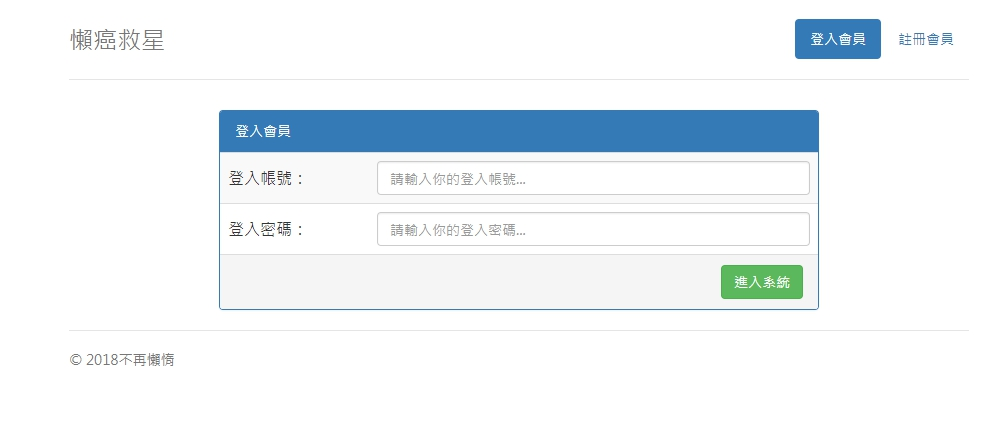 懶癌救星
登入會員
註冊會員
登入會員
登入帳號：
請輸入你的登入帳號...
登入密碼：
請輸入你的登入密碼...
進入系統
© 2018不再懶惰